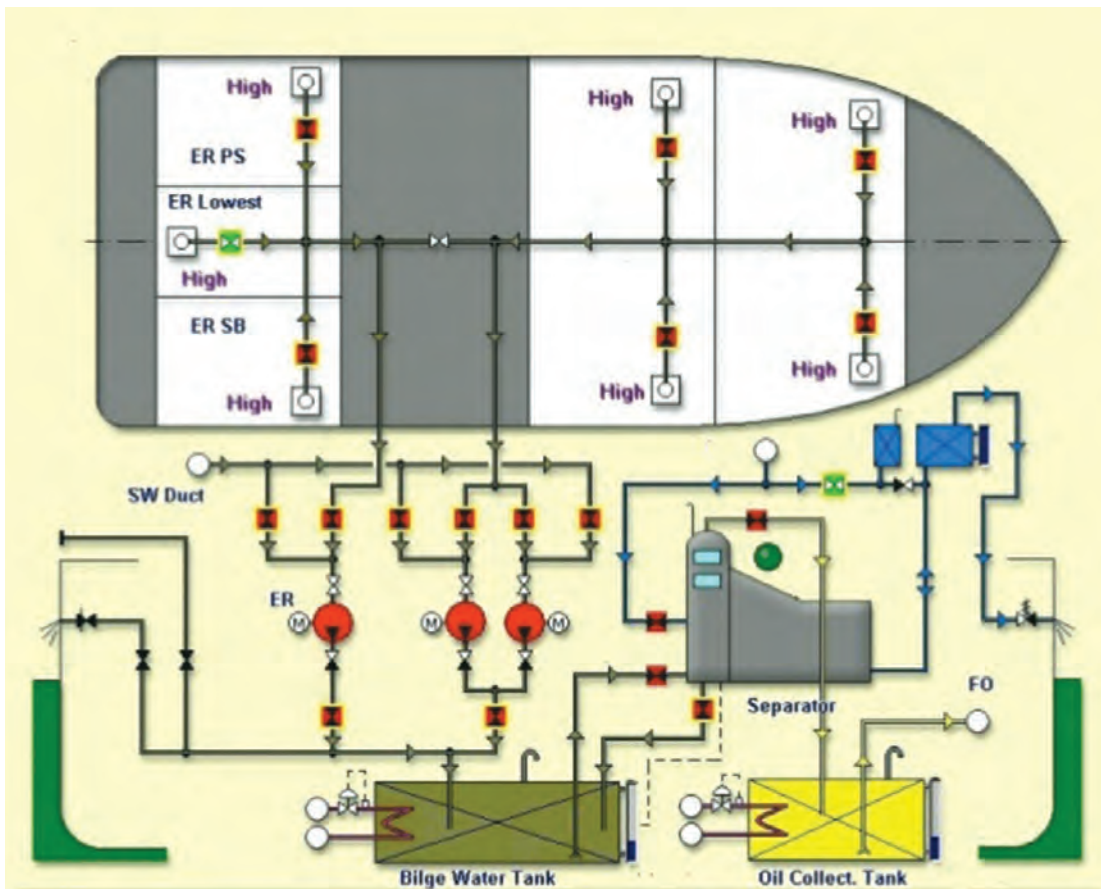 High
High
High
ER PS
ER Lowest
High
ER SB
High
High
High
SW Duct
ER
M
M
M
Separator
FO
Bilge Water Tank
Oil Collect. Tank